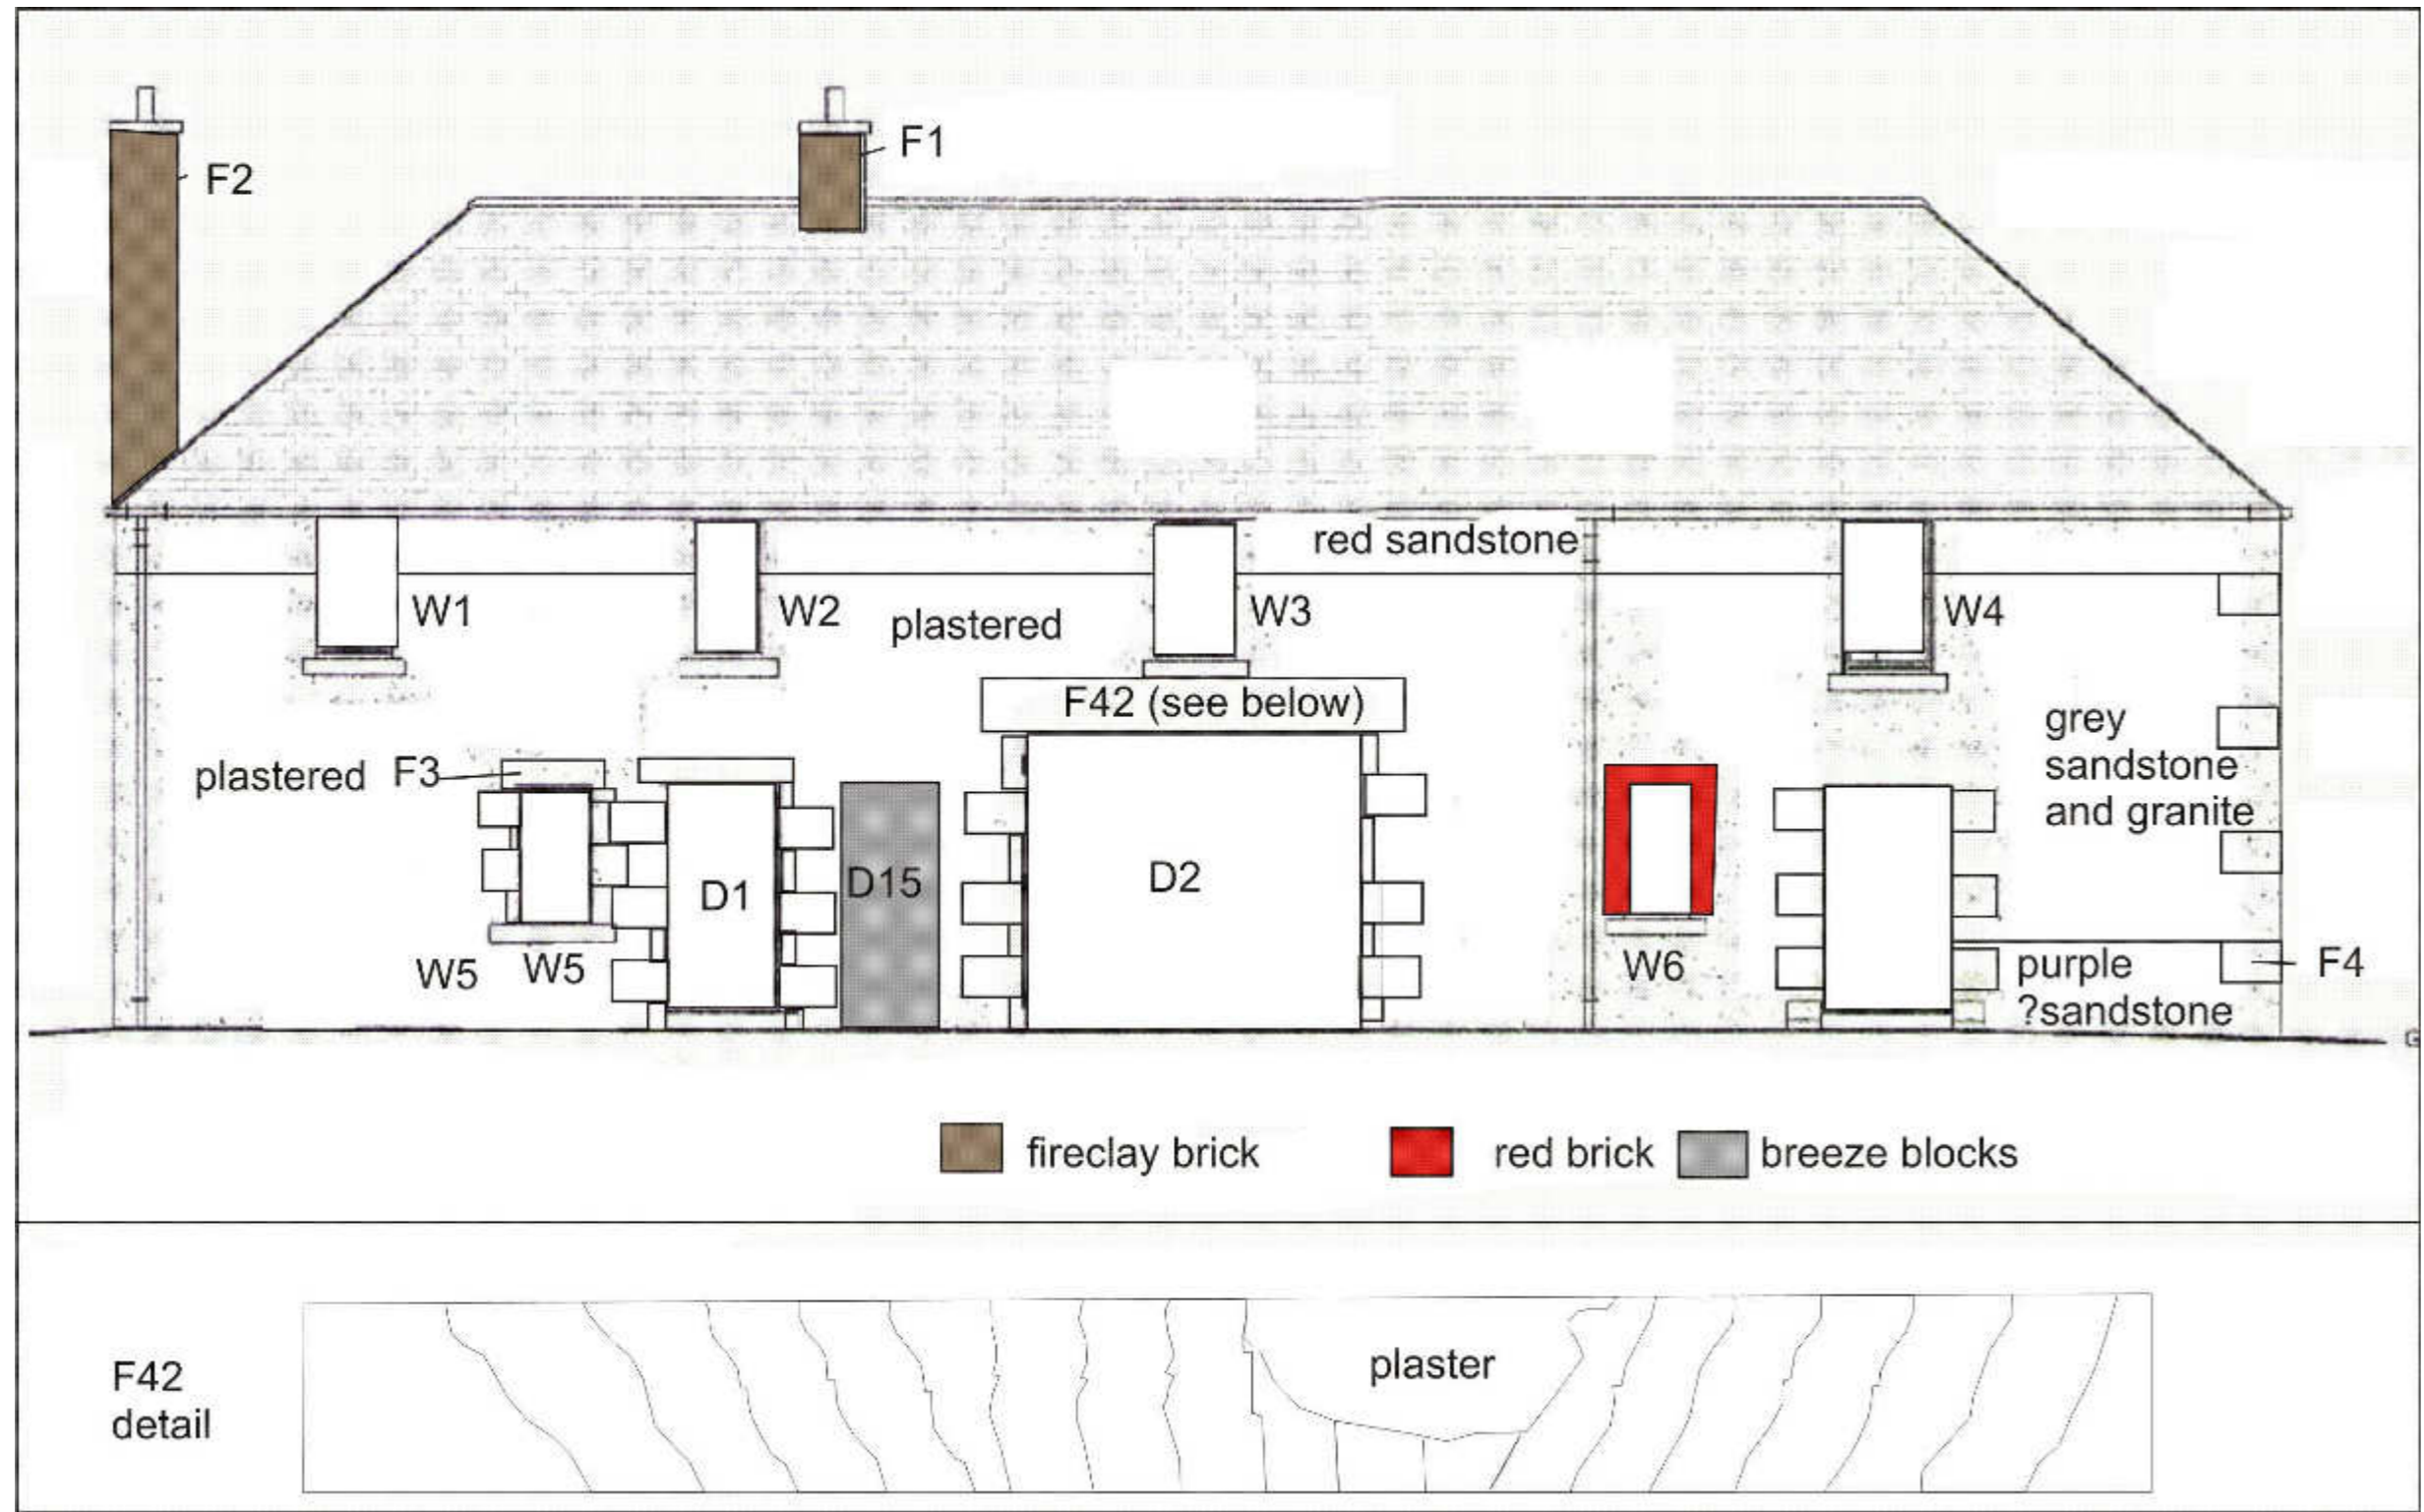 F1
F2
red sandstone
W1
W2
plastered
W3
W4
F42 (see below)
grey
sandstone
and granite
plastered
F3
D1
D15
D2
W5
W5
W6
purple
?sandstone
F4
fireclay brick
red brick
breeze blocks
F42
detail
plaster